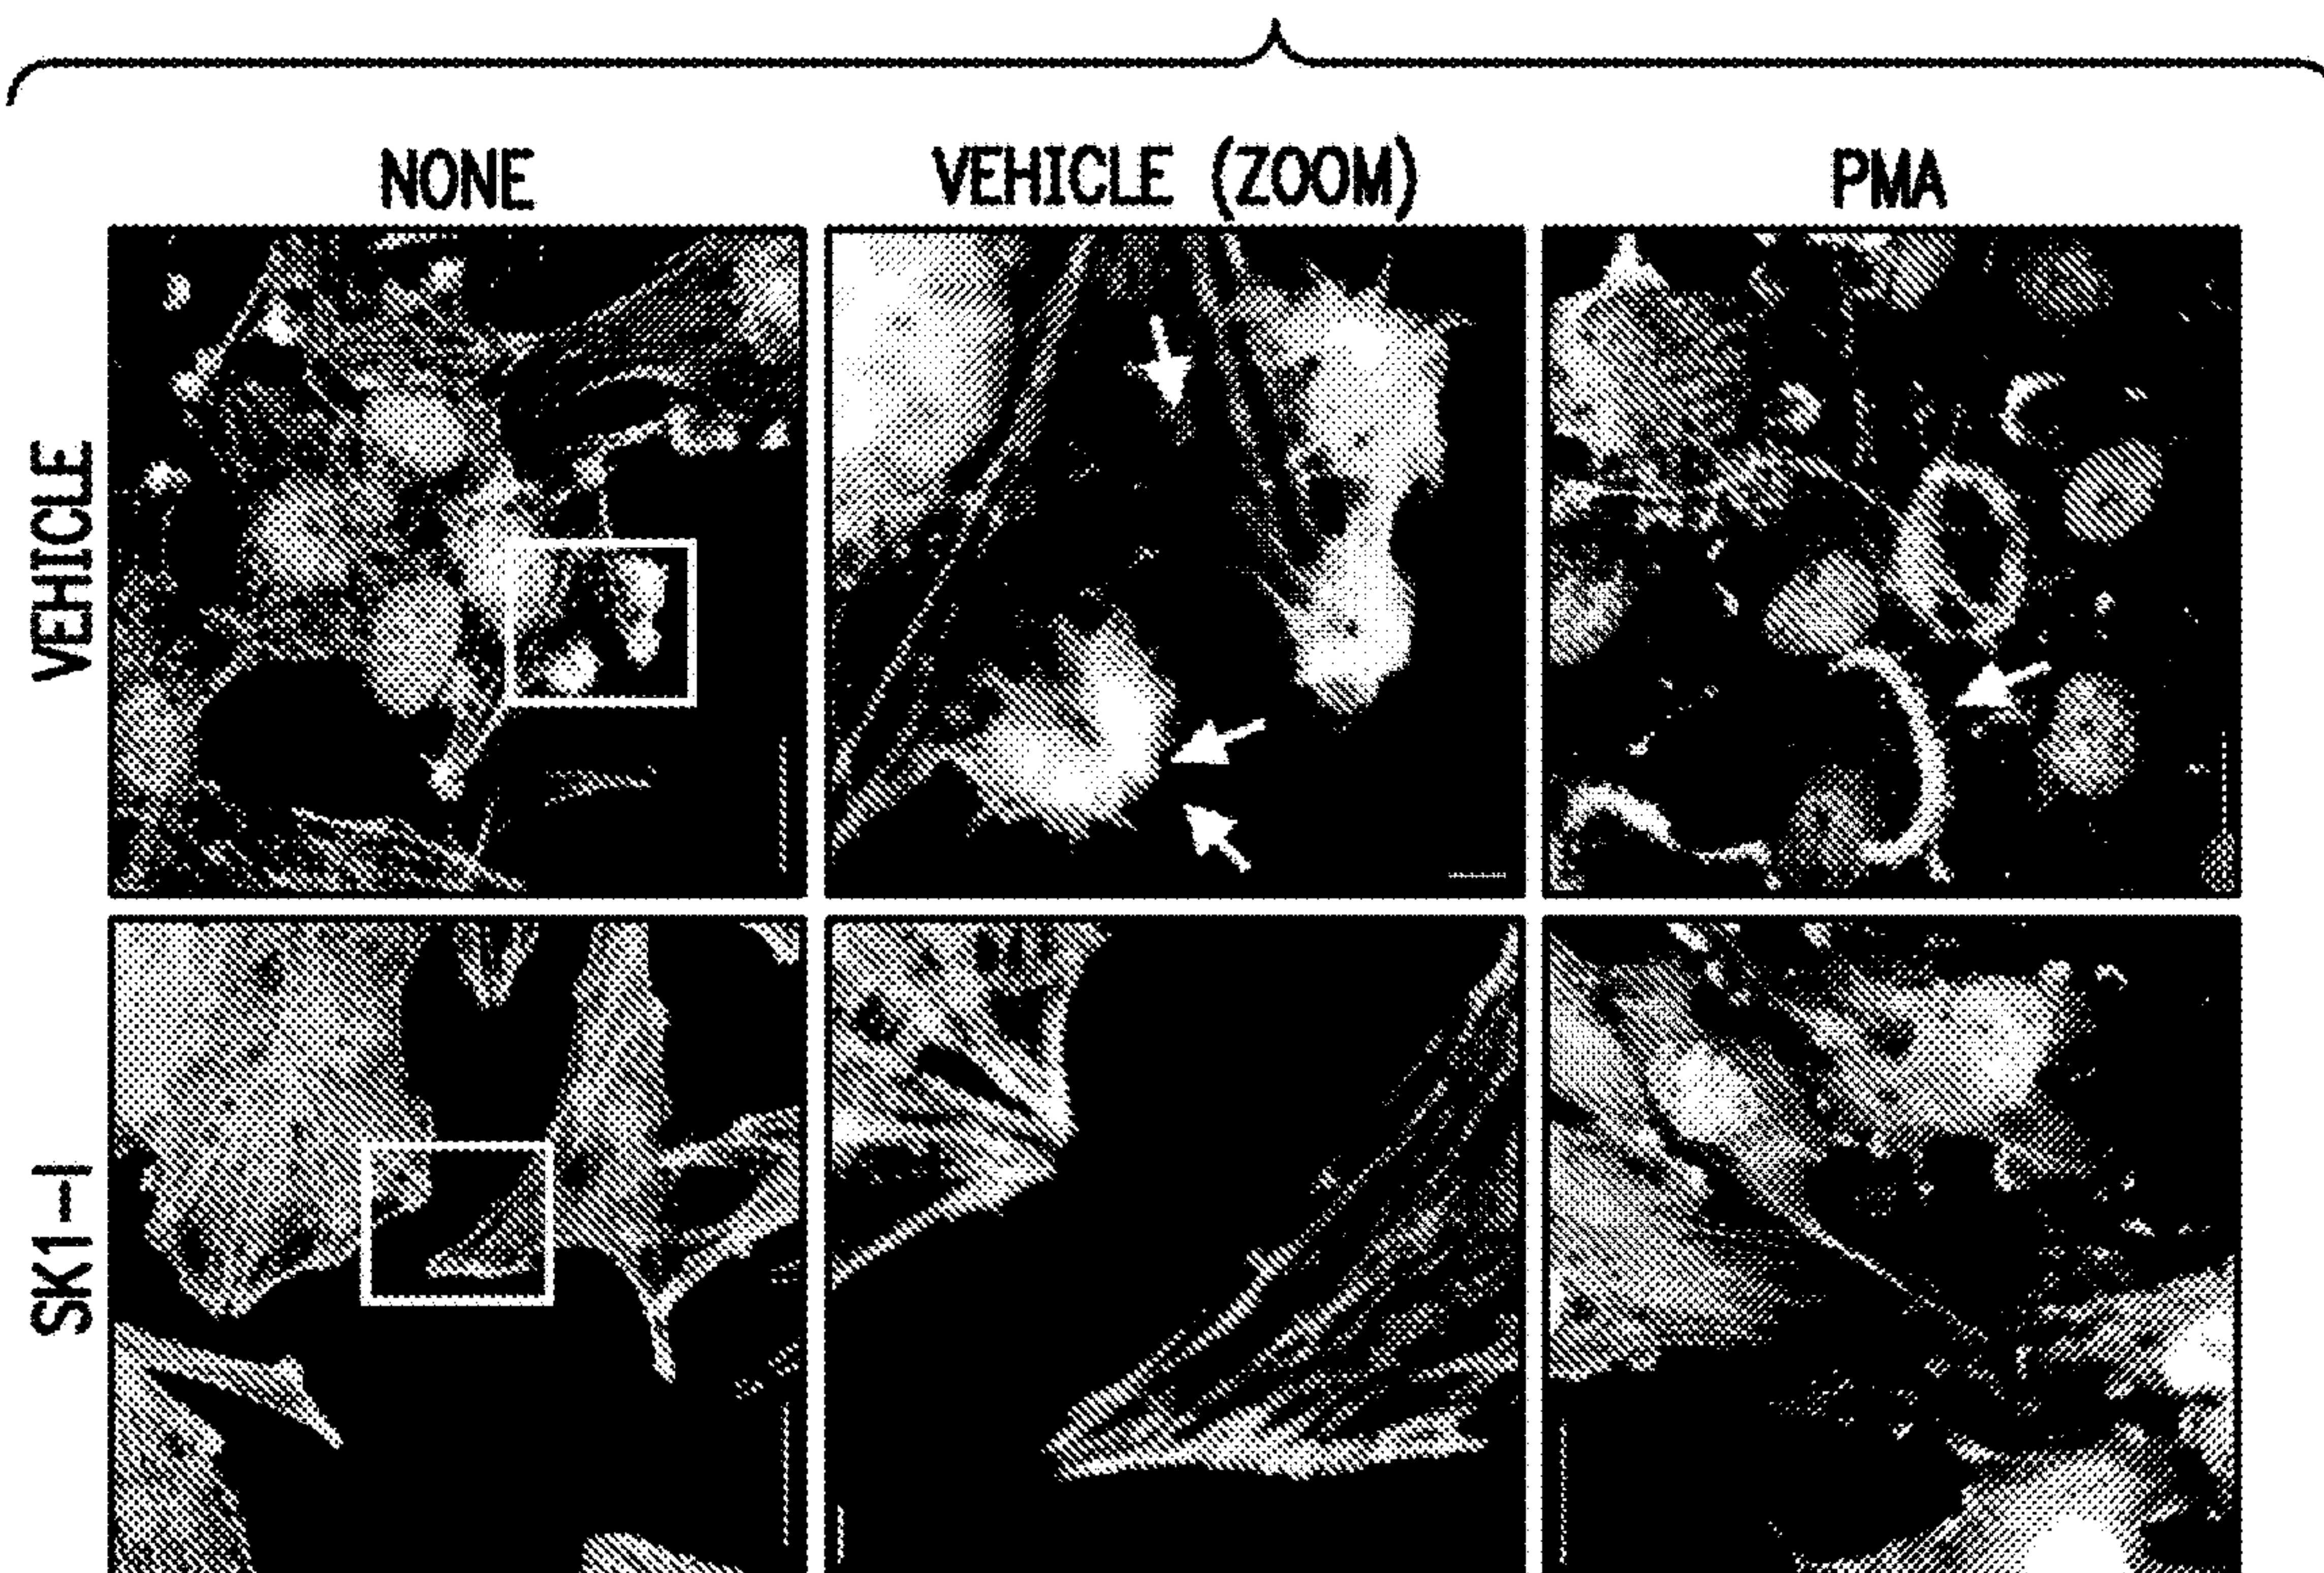 NONE
VEHICLE (ZOOM)
PMA
VEHICLE
SK1-I